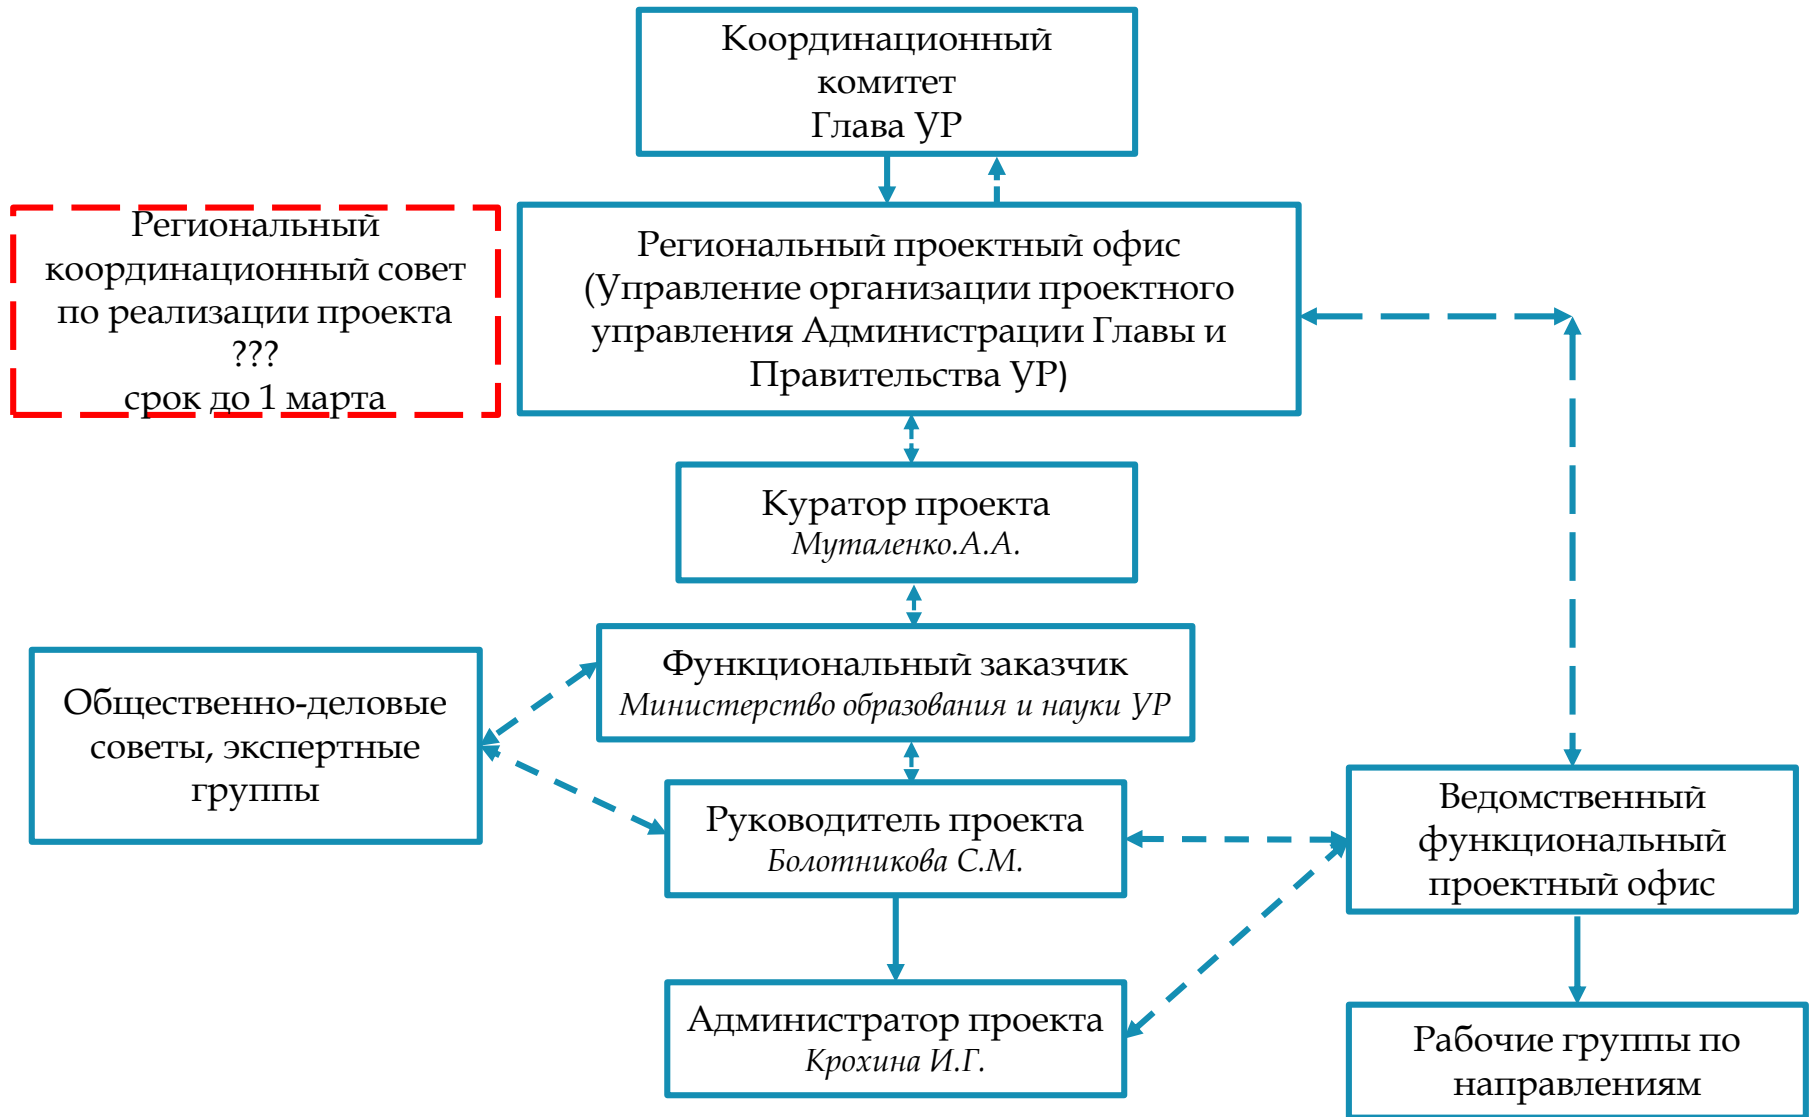 Координационный
комитет
Глава УР
Региональный
координационный совет
по реализации проекта
???
срок до 1 марта
Региональный проектный офис
(Управление организации проектного
управления Администрации Главы и
Правительства УР)
Куратор проекта
Муталенко.А.А.
Функциональный заказчик
Министерство образования и науки УР
Общественно-деловые
советы, экспертные
группы
Руководитель проекта
Болотникова С.М.
Ведомственный
функциональный
проектный офис
Администратор проекта
Крохина И.Г.
Рабочие группы по
направлениям